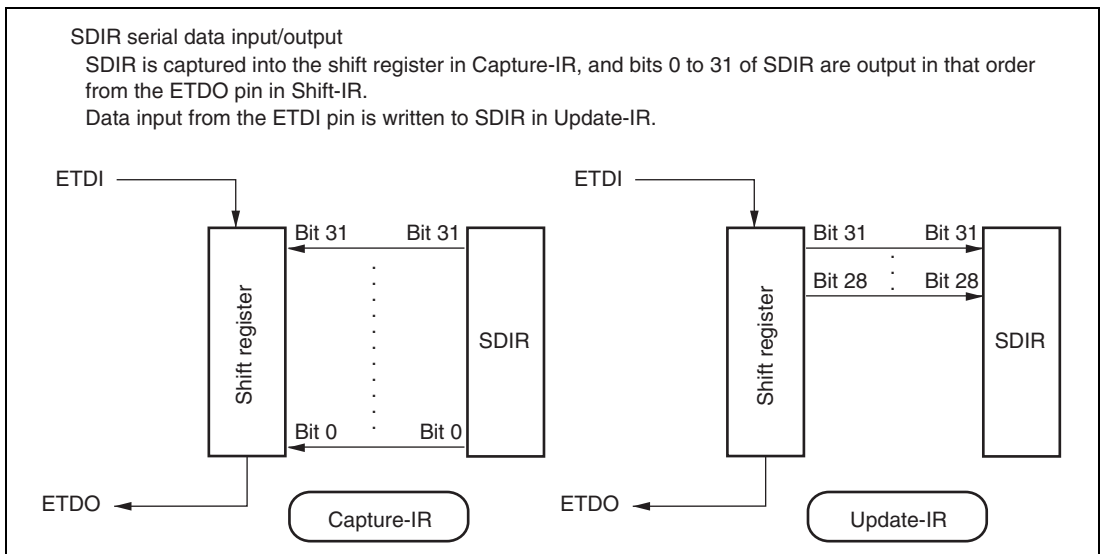 SDIR serial data input/output
SDIR is captured into the shift register in Capture-IR, and bits 0 to 31 of SDIR are output in that order
from the ETDO pin in Shift-IR.
Data input from the ETDI pin is written to SDIR in Update-IR.
ETDI
Bit 31 Bit 31
Shift register
SDIR
Bit 0 Bit 0
ETDO
Capture-IR
ETDI
Bit 31 Bit 31
Bit 28 Bit 28
Shift register
SDIR
ETDO
Update-IR